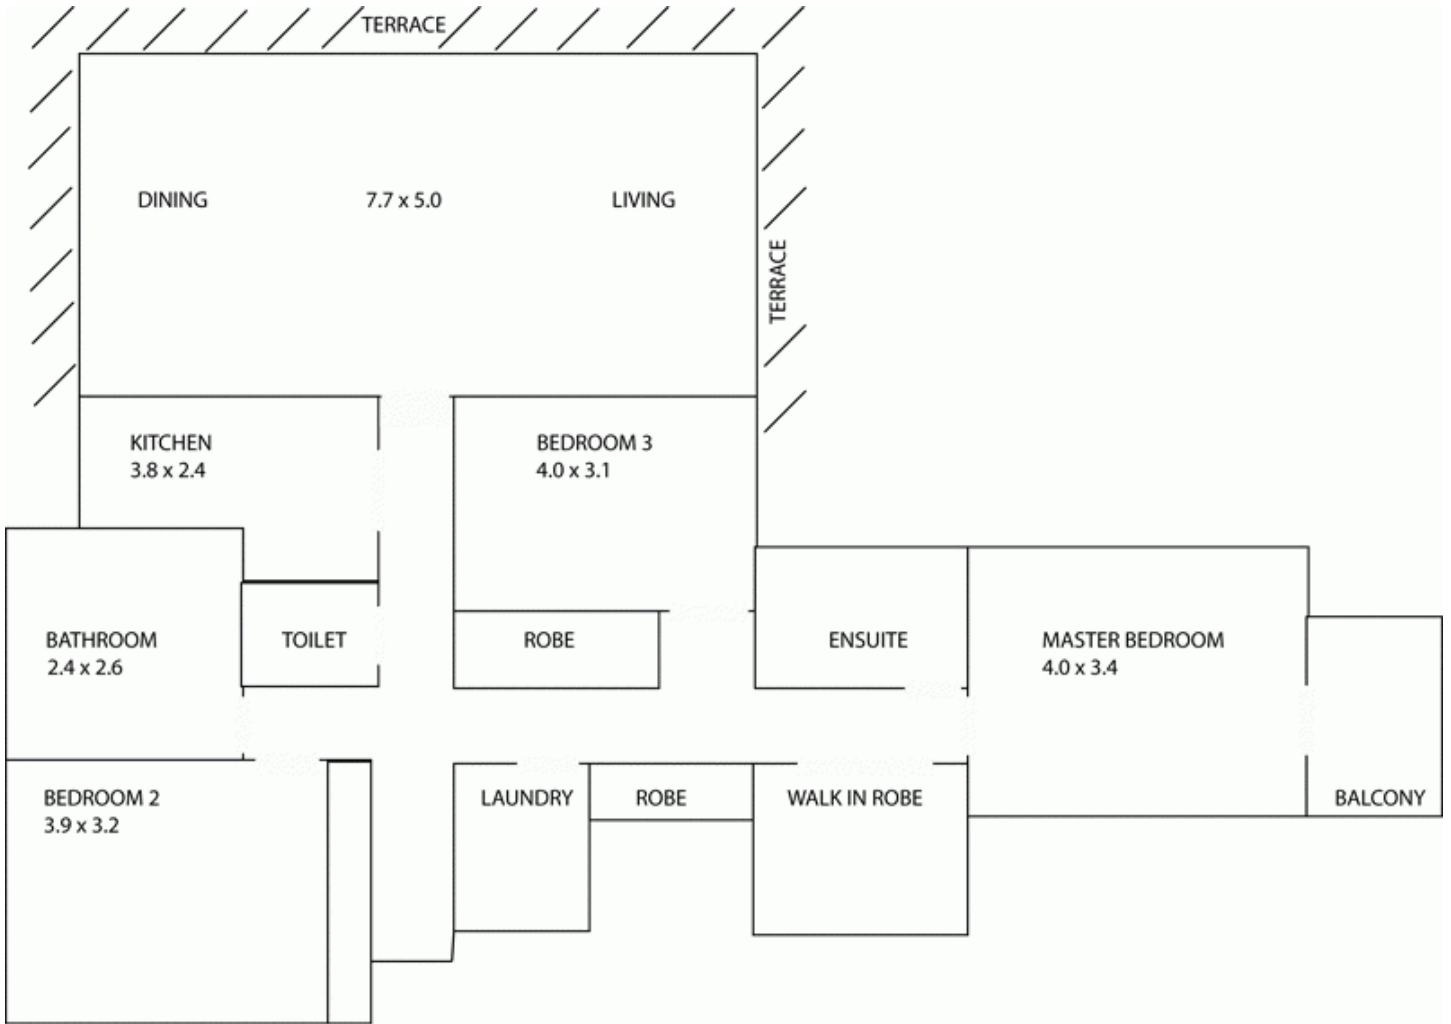 TERRACE
DINING
7.7 x 5.0
LIVING
TERRACE
KITCHEN
3.8 x 2.4
BEDROOM 3
4.0 x 3.1
BATHROOM
2.4 x 2.6
TOILET
ROBE
ENSUITE
MASTER BEDROOM
4.0 x 3.4
BEDROOM 2
3.9 x 3.2
LAUNDRY
ROBE
WALK IN ROBE
BALCONY